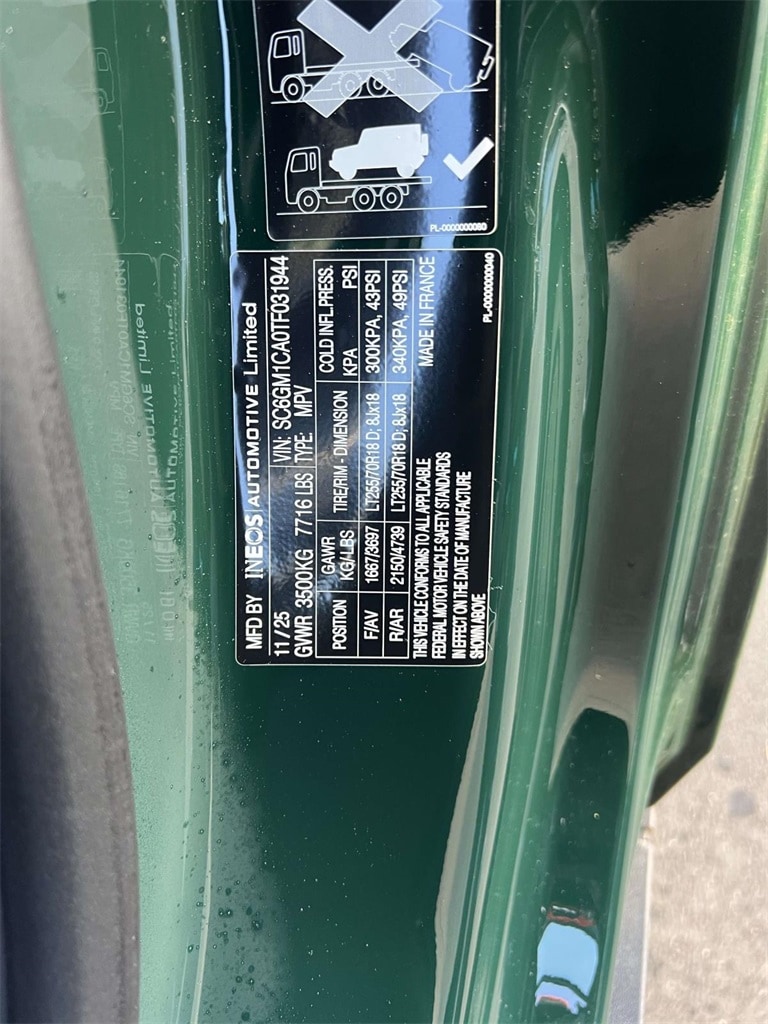 PL-0000000080
MFD BY INEOS AUTOMOTIVE Limited
11/25 VIN: SC6GM1CA0TF031944
GVWR 3500KG 7716 LBS TYPE: MPV
POSITION GAWR KG/LBS TIRE/RIM - DIMENSION COLD INFL.PRESS. KPA PSI
F/AV 1667/3697 LT255/70R18 D; 8Jx18 300KPA, 43PSI
R/AR 2150/4739 LT265/70R18 D; 8Jx18 340KPA, 49PSI
THIS VEHICLE CONFORMS TO ALL APPLICABLE MADE IN FRANCE
FEDERAL MOTOR VEHICLE SAFETY STANDARDS
IN EFFECT ON THE DATE OF MANUFACTURE
SHOWN ABOVE
PL-0000000040